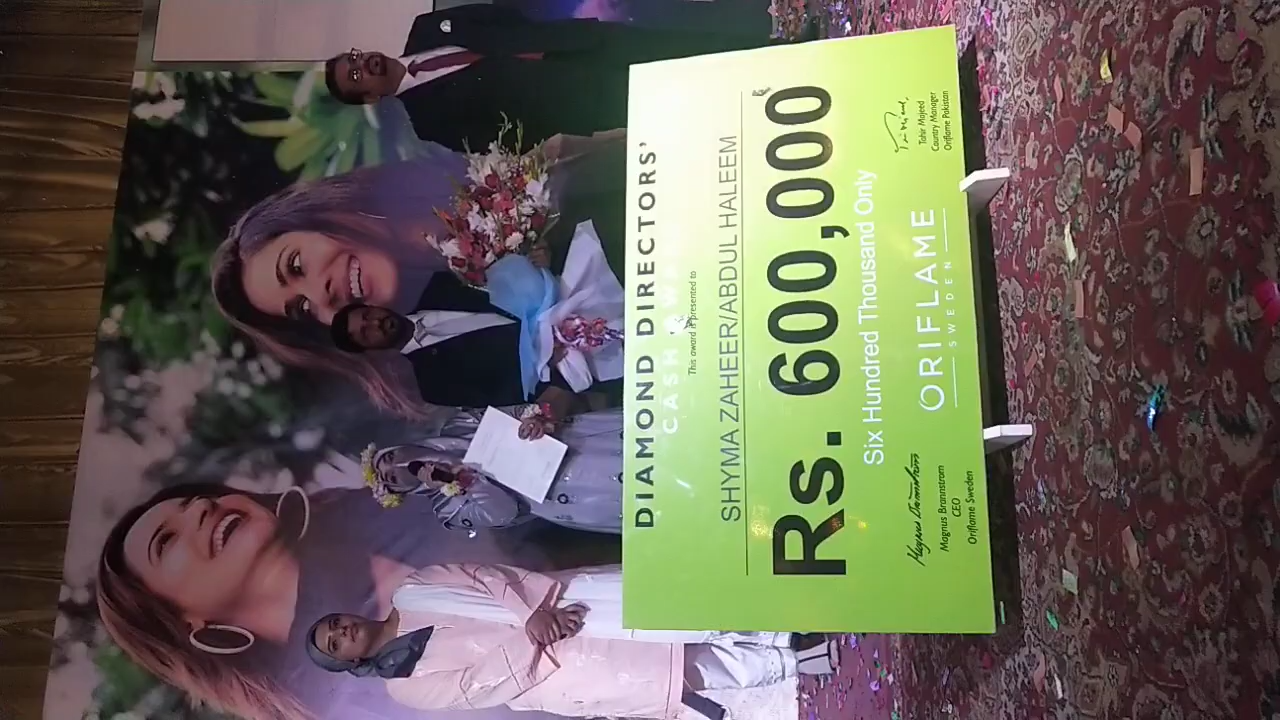 DIAMOND DIRECTORS'
CASH
This award is presented to
SHYMA ZAHEER/ABDUL HALEEM
Rs. 600,000
Six Hundred Thousand Only
Magnus Brannstrom
CEO
Oriflame Sweden
ORIFLAME
SWEDEN
Tahir Majeed
Country Manager
Oriflame Pakistan